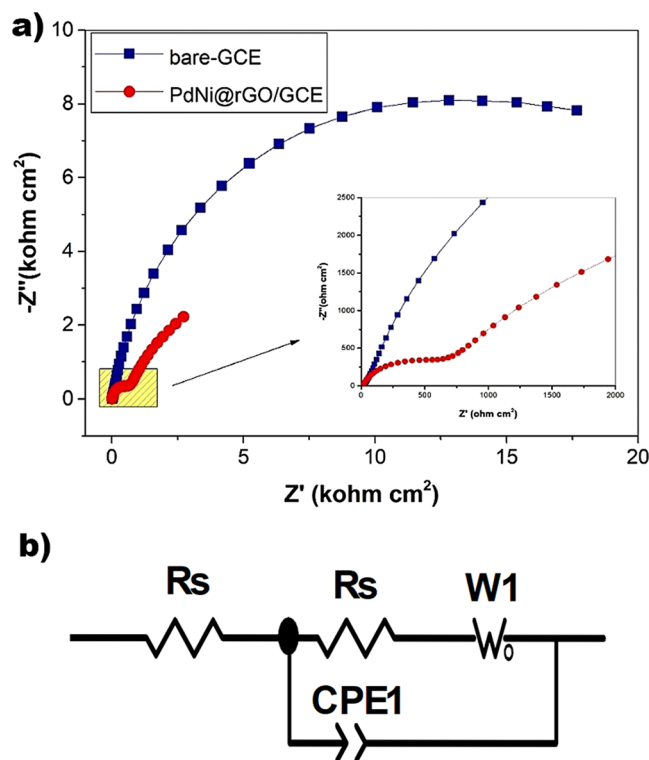 a)
10
8
6
4
2
0
-Z''(kohm cm²)
bare-GCE
PdNi@rGO/GCE
2500
2000
1500
1000
500
0
-Z''(ohm cm²)
0 500 1000 1500 2000
Z' (ohm cm²)
0 5 10 15 20
Z' (kohm cm²)
b)
Rs Rs W1
o
CPE1